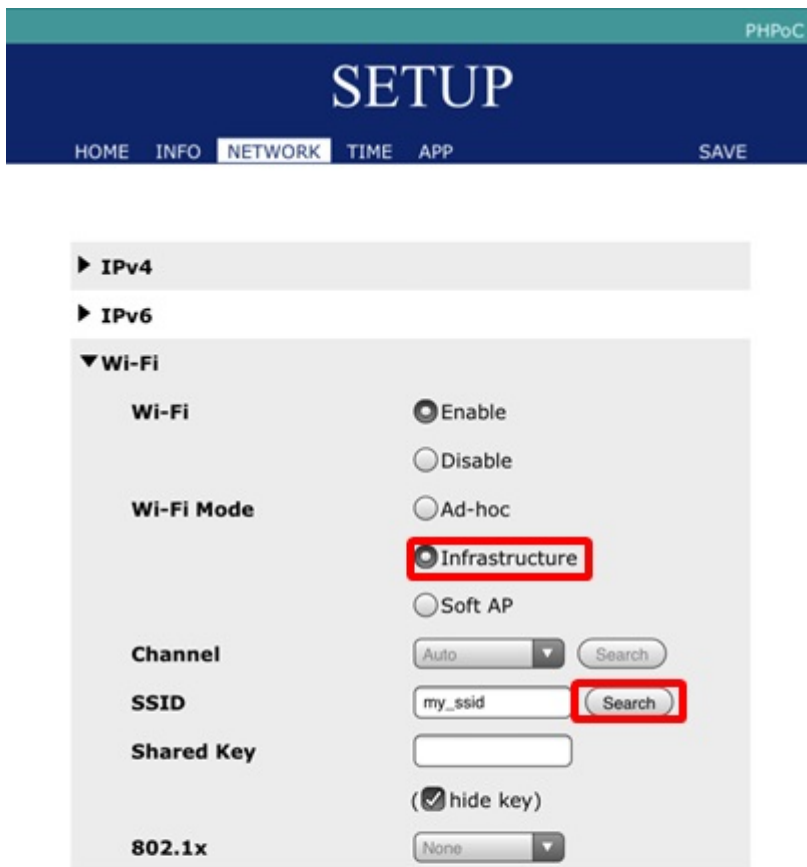 PHPoC
SETUP
HOME INFO NETWORK TIME APP SAVE
IPv4
IPv6
Wi-Fi
Wi-Fi Enable
Disable
Wi-Fi Mode Ad-hoc
Infrastructure
Soft AP
Channel Auto Search
SSID my_ssid Search
Shared Key
(hide key)
802.1x None